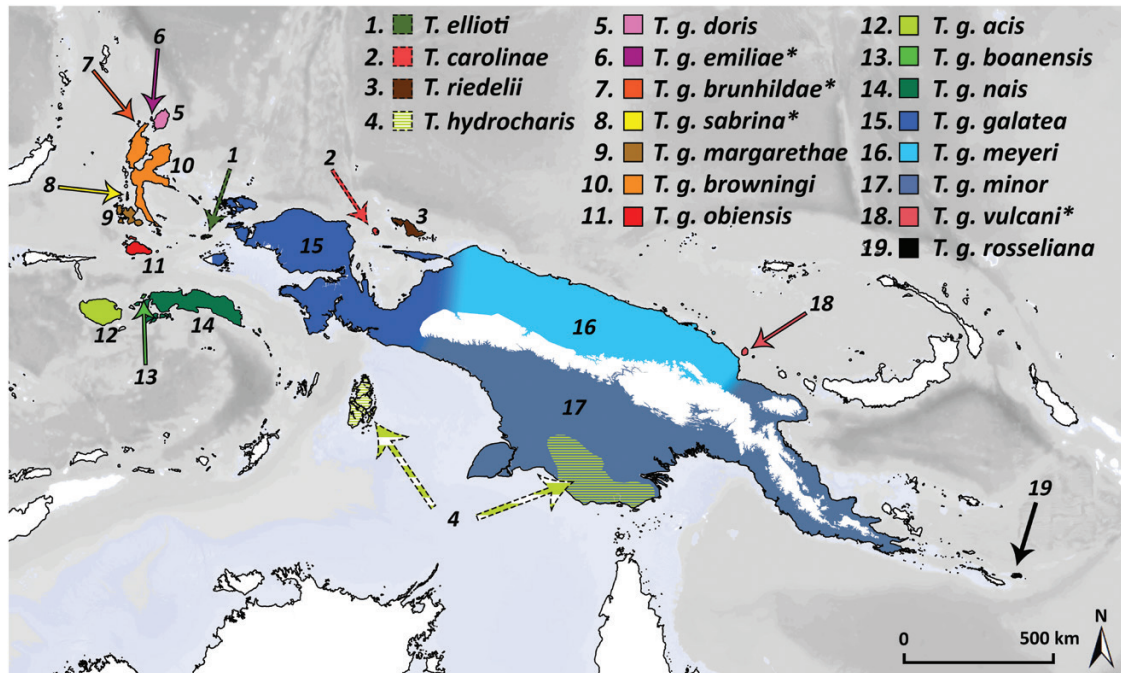 1. T. ellioti
2. T. carolinae
3. T. riedelii
4. T. hydrocharis
5. T. g. doris
6. T. g. emiliae*
7. T. g. brunhildae*
8. T. g. sabrina*
9. T. g. margarethae
10. T. g. browningi
11. T. g. obiensis
12. T. g. acis
13. T. g. boanensis
14. T. g. nais
15. T. g. galatea
16. T. g. meyeri
17. T. g. minor
18. T. g. vulcani*
19. T. g. rosseliana
6
7
5
10
1
2
8
9
3
11
15
12
14
16
18
13
17
4
19
N
0 500 km